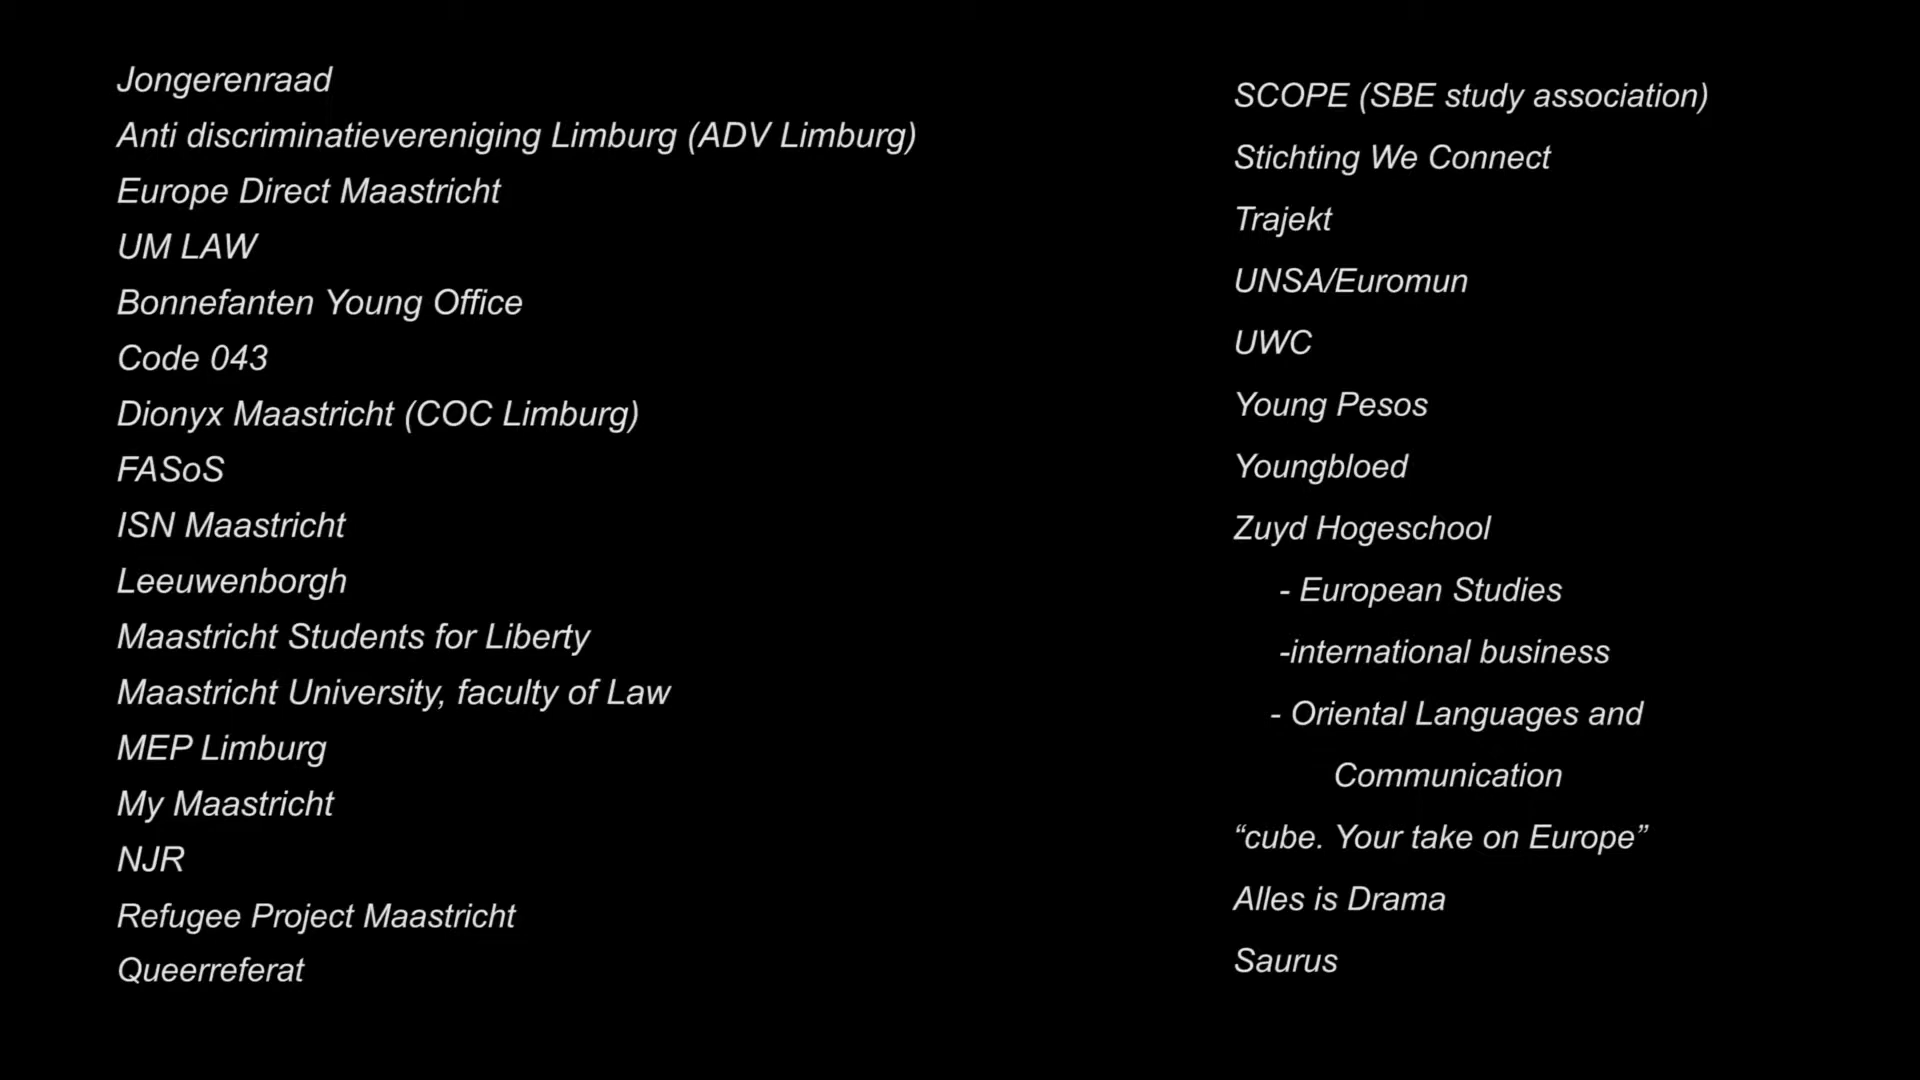 Jongerenraad
Anti discriminatievereniging Limburg (ADV Limburg)
Europe Direct Maastricht
UM LAW
Bonnefanten Young Office
Code 043
Dionyx Maastricht (COC Limburg)
FASoS
ISN Maastricht
Leeuwenborgh
Maastricht Students for Liberty
Maastricht University, faculty of Law
MEP Limburg
My Maastricht
NJR
Refugee Project Maastricht
Queerreferat
SCOPE (SBE study association)
Stichting We Connect
Trajekt
UNSA/Euromun
UWC
Young Pesos
Youngbloed
Zuyd Hogeschool
- European Studies
-international business
- Oriental Languages and
Communication
“cube. Your take on Europe”
Alles is Drama
Saurus